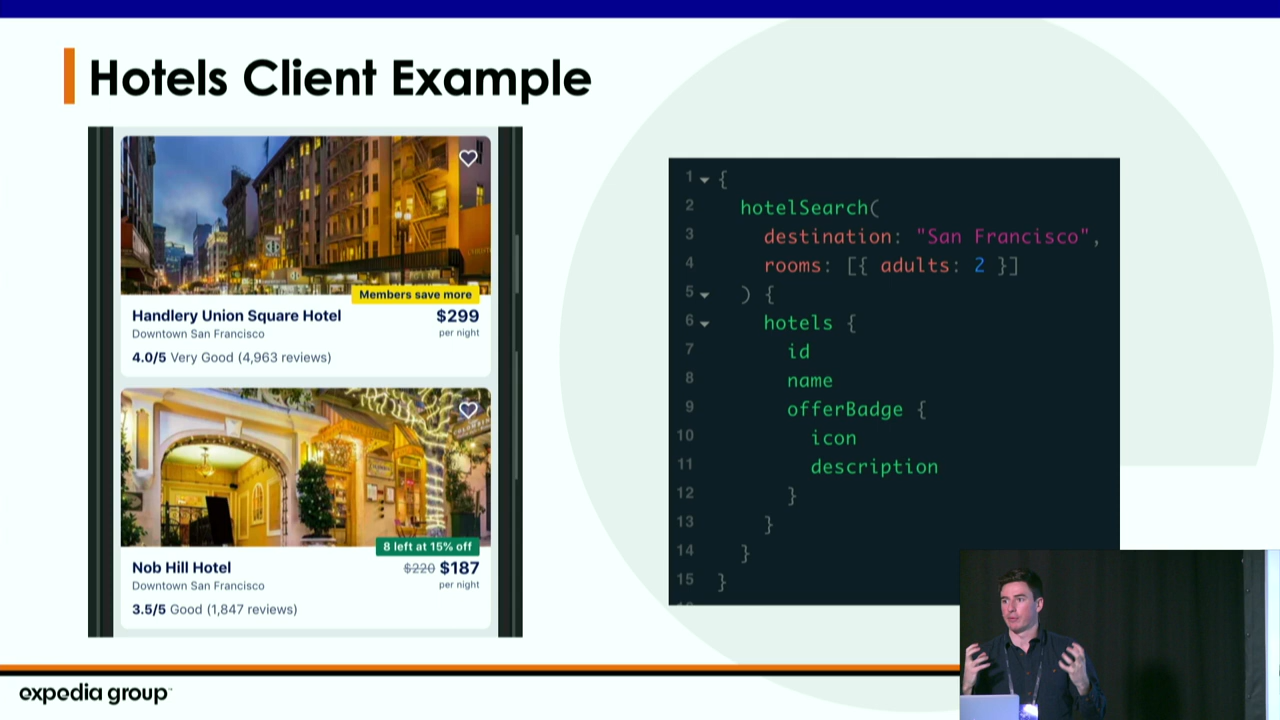 Hotels Client Example
Members save more
Handlery Union Square Hotel
$299
Downtown San Francisco
per night
4.0/5 Very Good (4,963 reviews)
8 left at 15% off
Nob Hill Hotel
$220 $187
Downtown San Francisco
per night
3.5/5 Good (1,847 reviews)
1 {
2 hotelSearch(
3 destination: "San Francisco",
4 rooms: [{ adults: 2 }]
5 ) {
6 hotels {
7 id
8 name
9 offerBadge {
10 icon
11 description
12 }
13 }
14 }
15 }
expedia group™